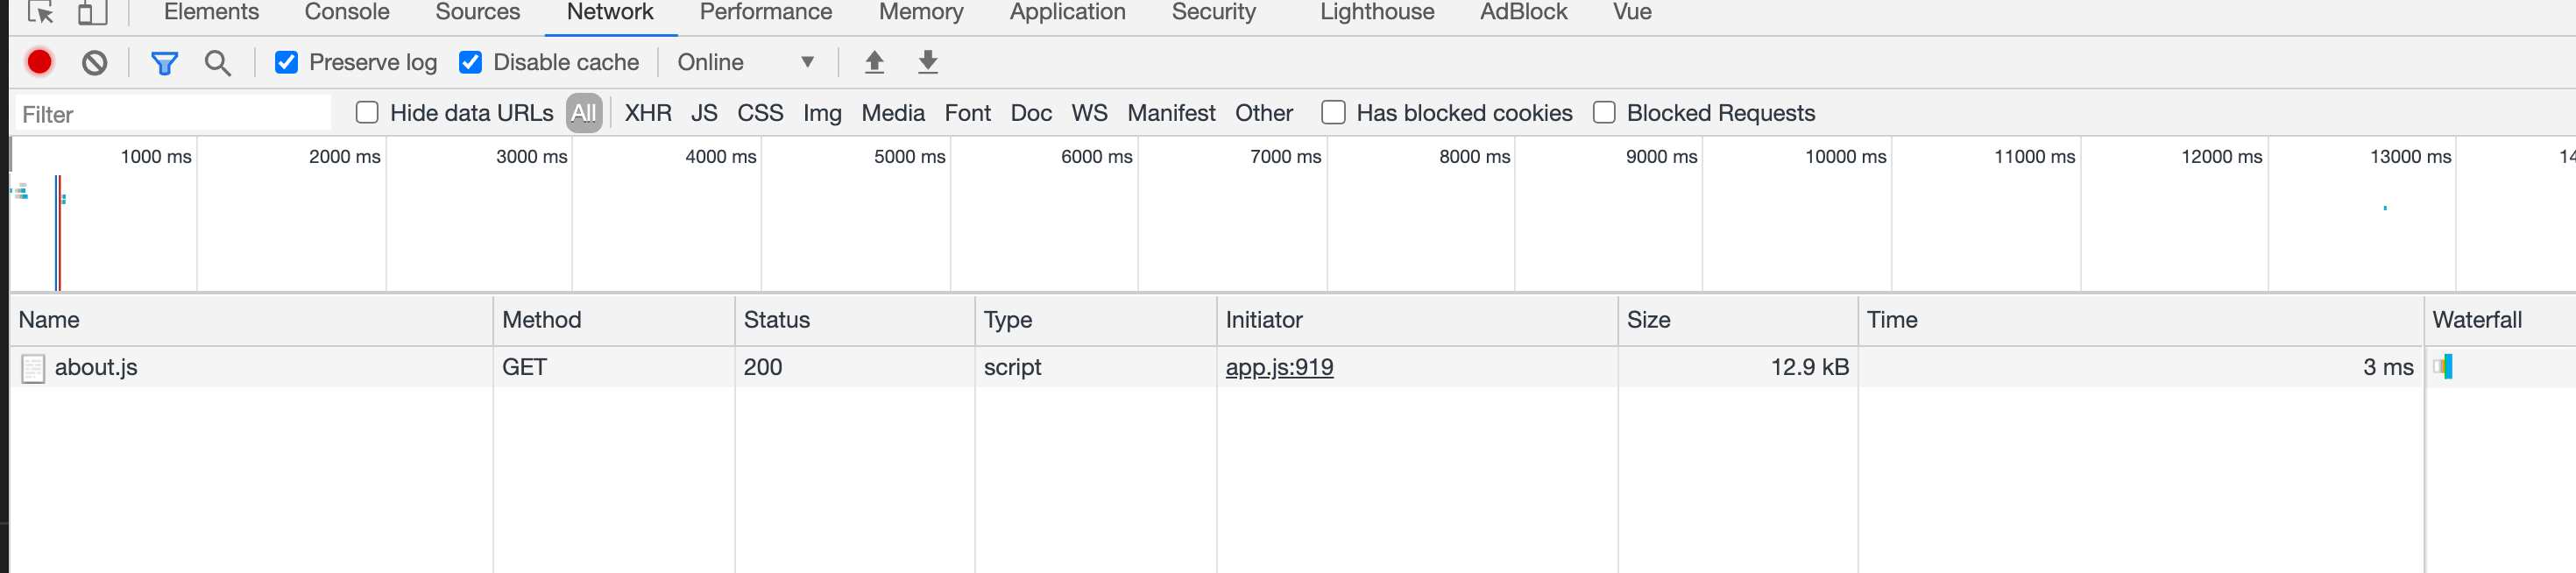 Elements Console Sources Network Performance Memory Application Security Lighthouse AdBlock Vue
Preserve log Disable cache Online
Filter Hide data URLs All XHR JS CSS Img Media Font Doc WS Manifest Other Has blocked cookies Blocked Requests
1000 ms 2000 ms 3000 ms 4000 ms 5000 ms 6000 ms 7000 ms 8000 ms 9000 ms 10000 ms 11000 ms 12000 ms 13000 ms 14
Name Method Status Type Initiator Size Time Waterfall
about.js GET 200 script app.js:919 12.9 kB 3 ms